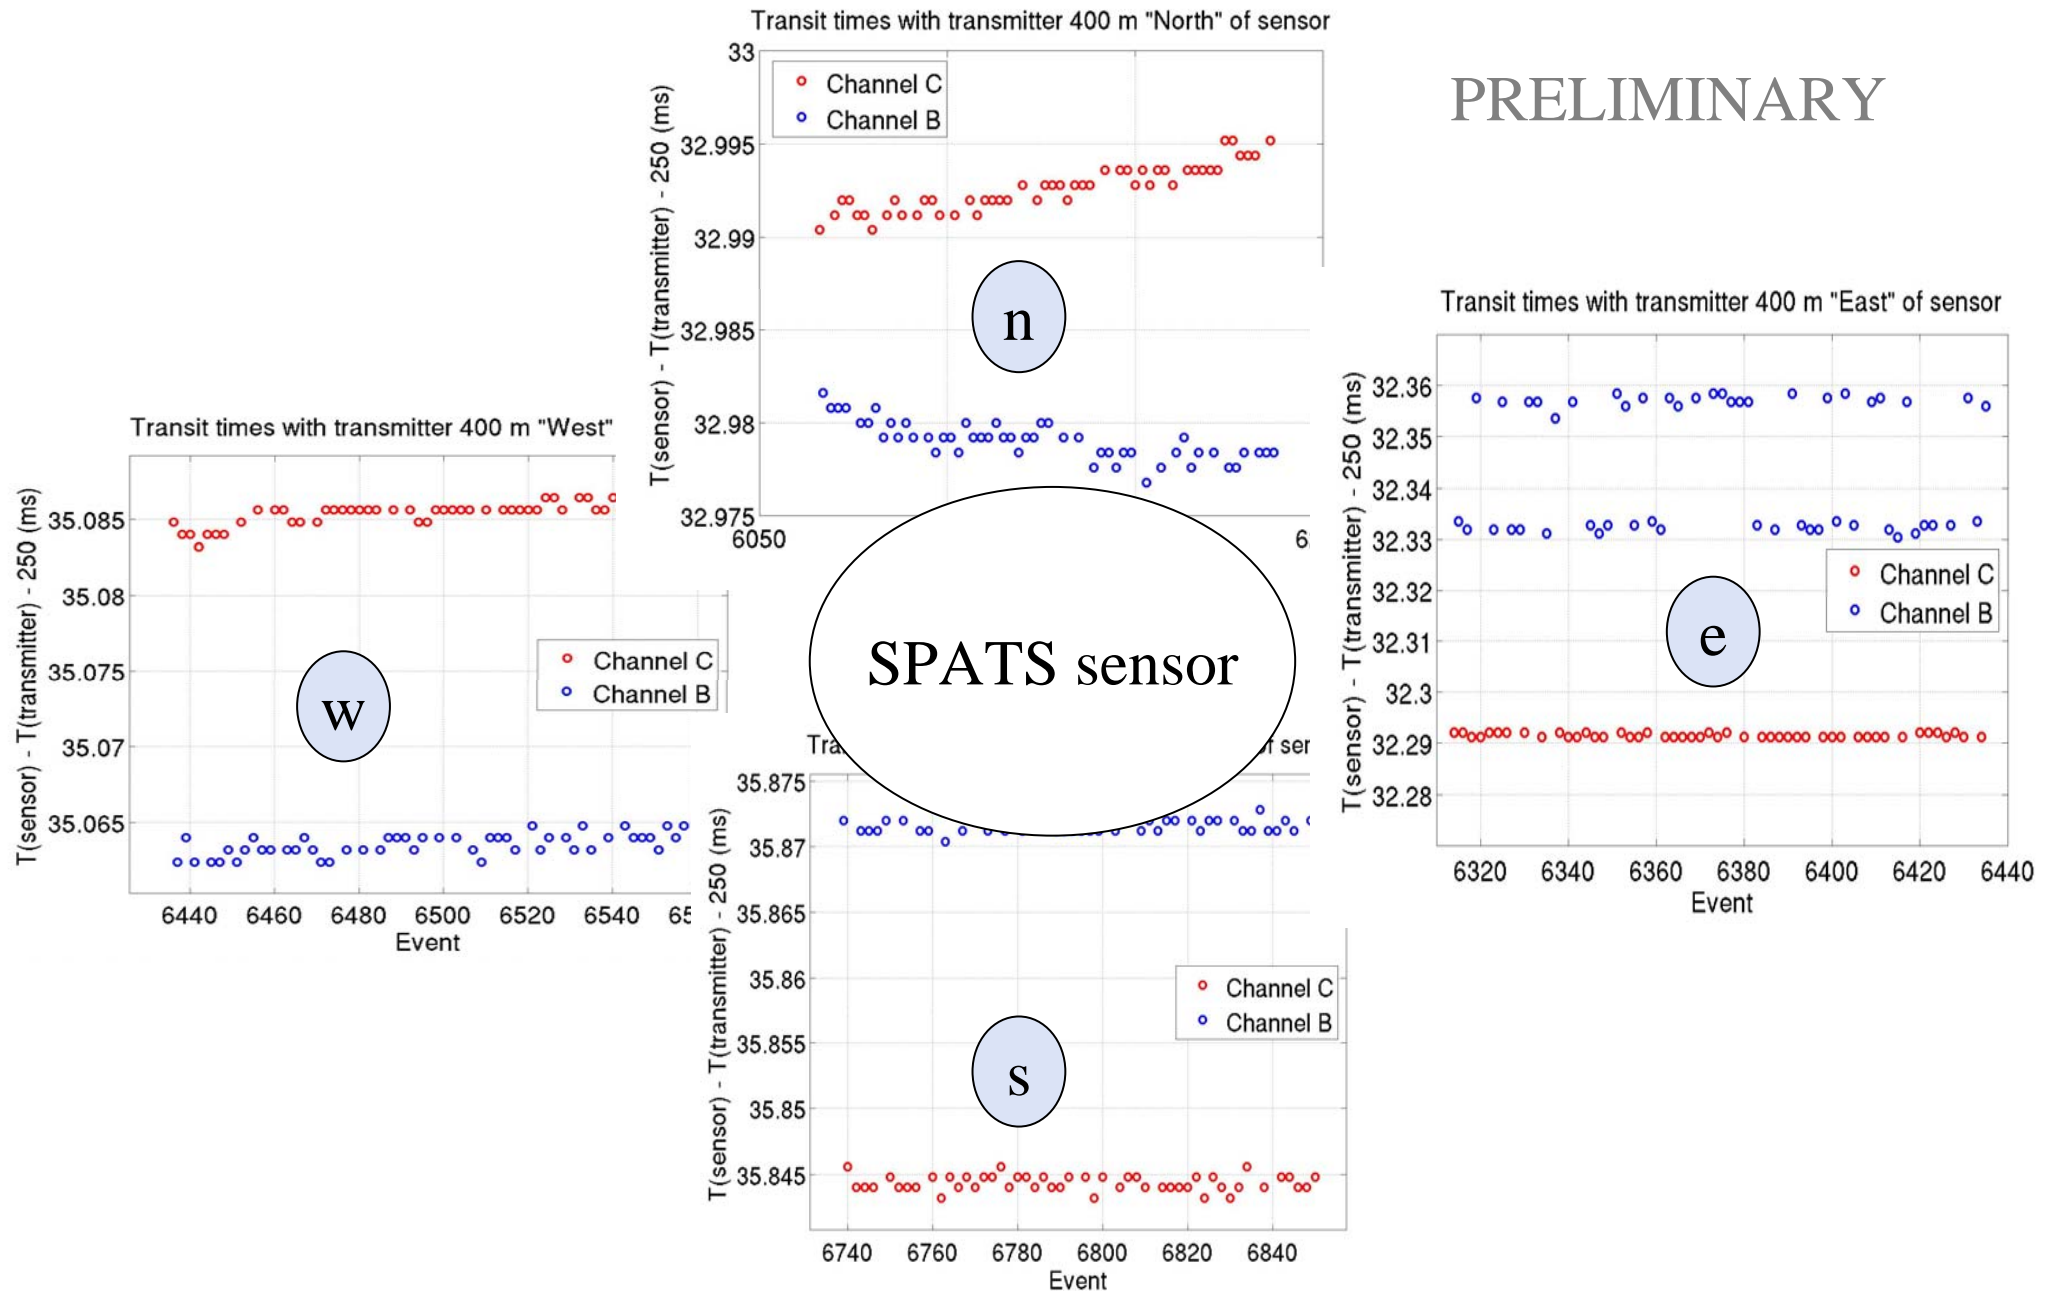 Transit times with transmitter 400 m "North" of sensor
PRELIMINARY
T(sensor) - T(transmitter) - 250 (ms)
33
32.995
32.99
32.985
32.98
32.975
6050
Channel C
Channel B
n
Transit times with transmitter 400 m "East" of sensor
T(sensor) - T(transmitter) - 250 (ms)
32.36
32.35
32.34
32.33
32.32
32.31
32.3
32.29
32.28
Channel C
Channel B
e
6320 6340 6360 6380 6400 6420 6440
Event
Transit times with transmitter 400 m "West"
T(sensor) - T(transmitter) - 250 (ms)
35.085
35.08
35.075
35.07
35.065
Channel C
Channel B
w
6440 6460 6480 6500 6520 6540
Event
SPATS sensor
T(sensor) - T(transmitter) - 250 (ms)
35.875
35.87
35.865
35.86
35.855
35.85
35.845
Channel C
Channel B
s
6740 6760 6780 6800 6820 6840
Event